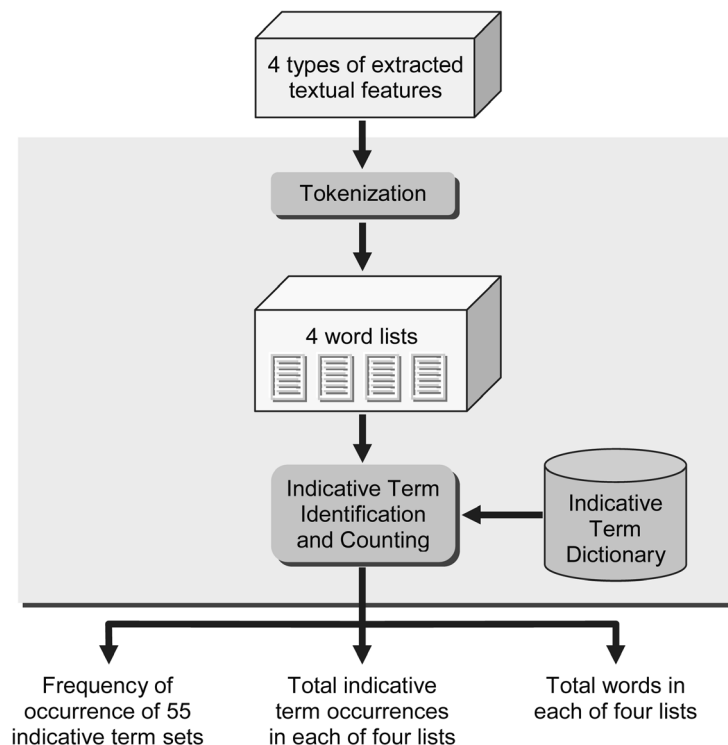 4 types of extracted
textual features
Tokenization
4 word lists
Indicative Term
Identification
and Counting
Indicative
Term
Dictionary
Frequency of
occurrence of 55
indicative term sets
Total indicative
term occurrences
in each of four lists
Total words in
each of four lists